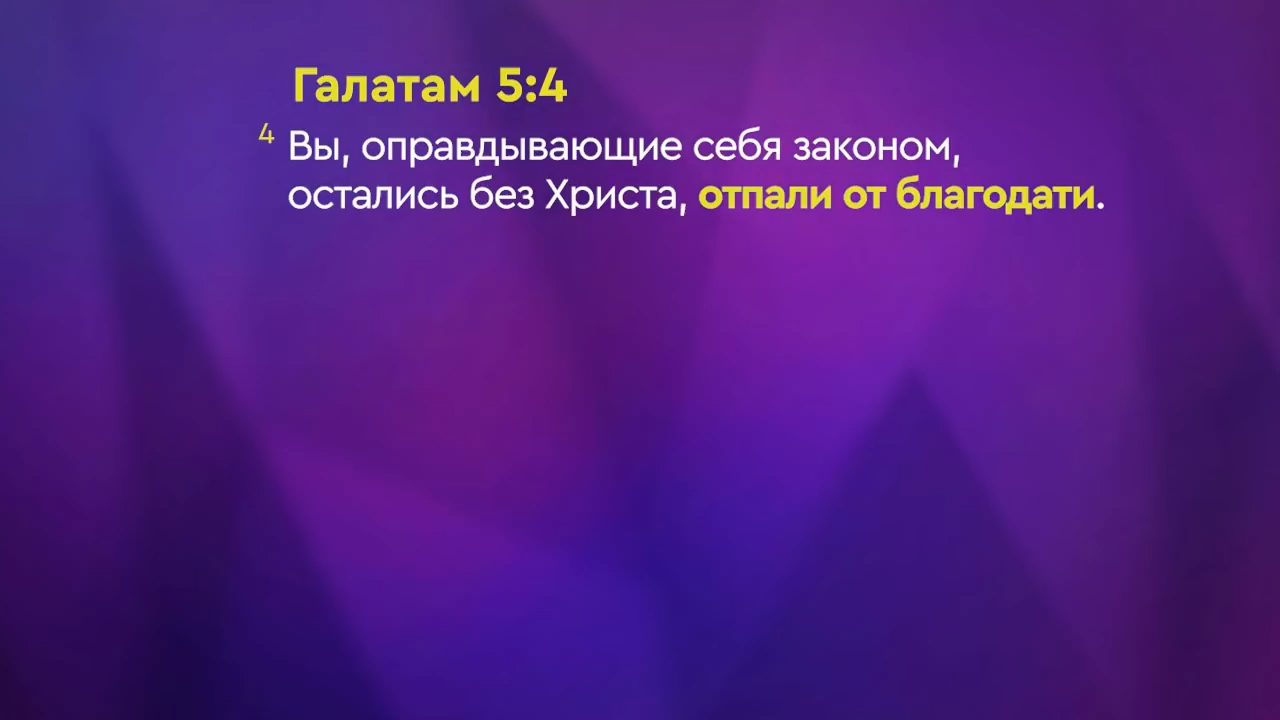 Галатам 5:4
4 Вы, оправдывающие себя законом,
остались без Христа, отпали от благодати.